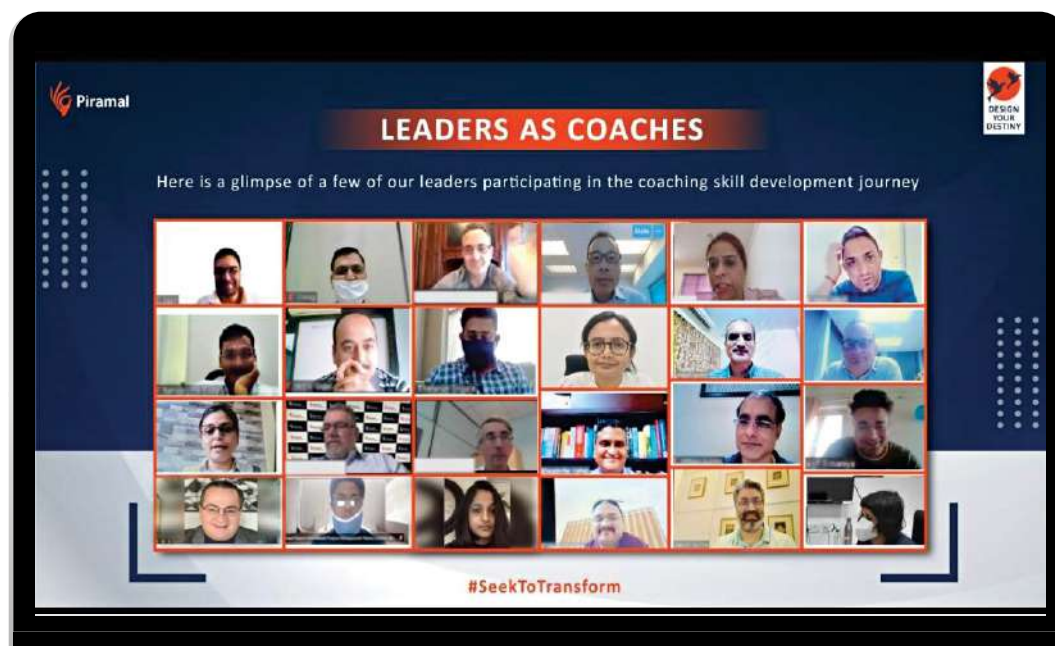 Piramal
DESIGN
YOUR
DESTINY
LEADERS AS COACHES
Here is a glimpse of a few of our leaders participating in the coaching skill development journey
#SeekToTransform